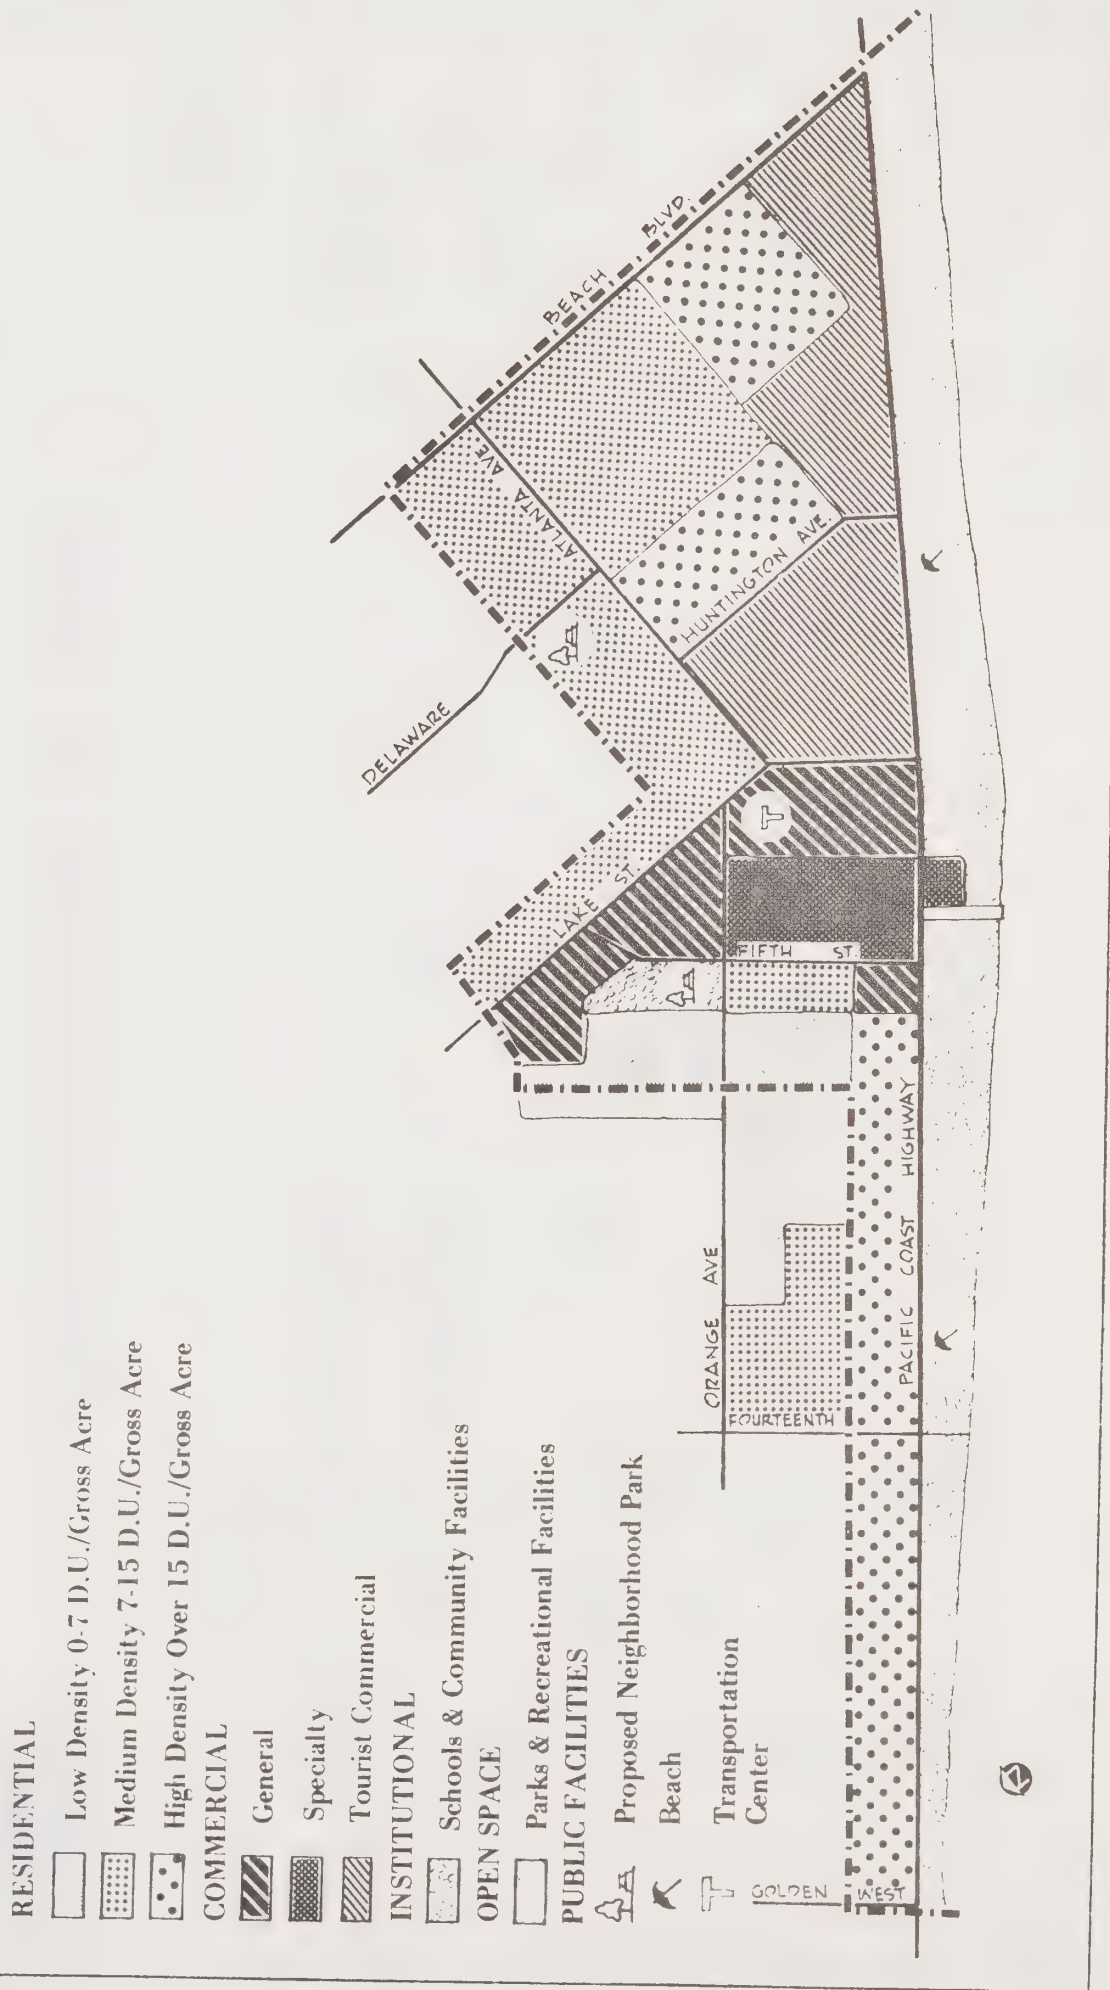 RESIDENTIAL
Low Density 0-7 D.U./Gross Acre
Medium Density 7-15 D.U./Gross Acre
High Density Over 15 D.U./Gross Acre
COMMERCIAL
General
Specialty
Tourist Commercial
INSTITUTIONAL
Schools & Community Facilities
OPEN SPACE
Parks & Recreational Facilities
PUBLIC FACILITIES
Proposed Neighborhood Park
Beach
Transportation
Center
T
GOLDEN
WEST
FOURTEENTH
ORANGE AVE
PACIFIC COAST HIGHWAY
FIFTH ST.
LAKE ST.
T
DELAWARE
HUNTINGTON AVE.
ATLANTA AVE
BEACH BLVD.